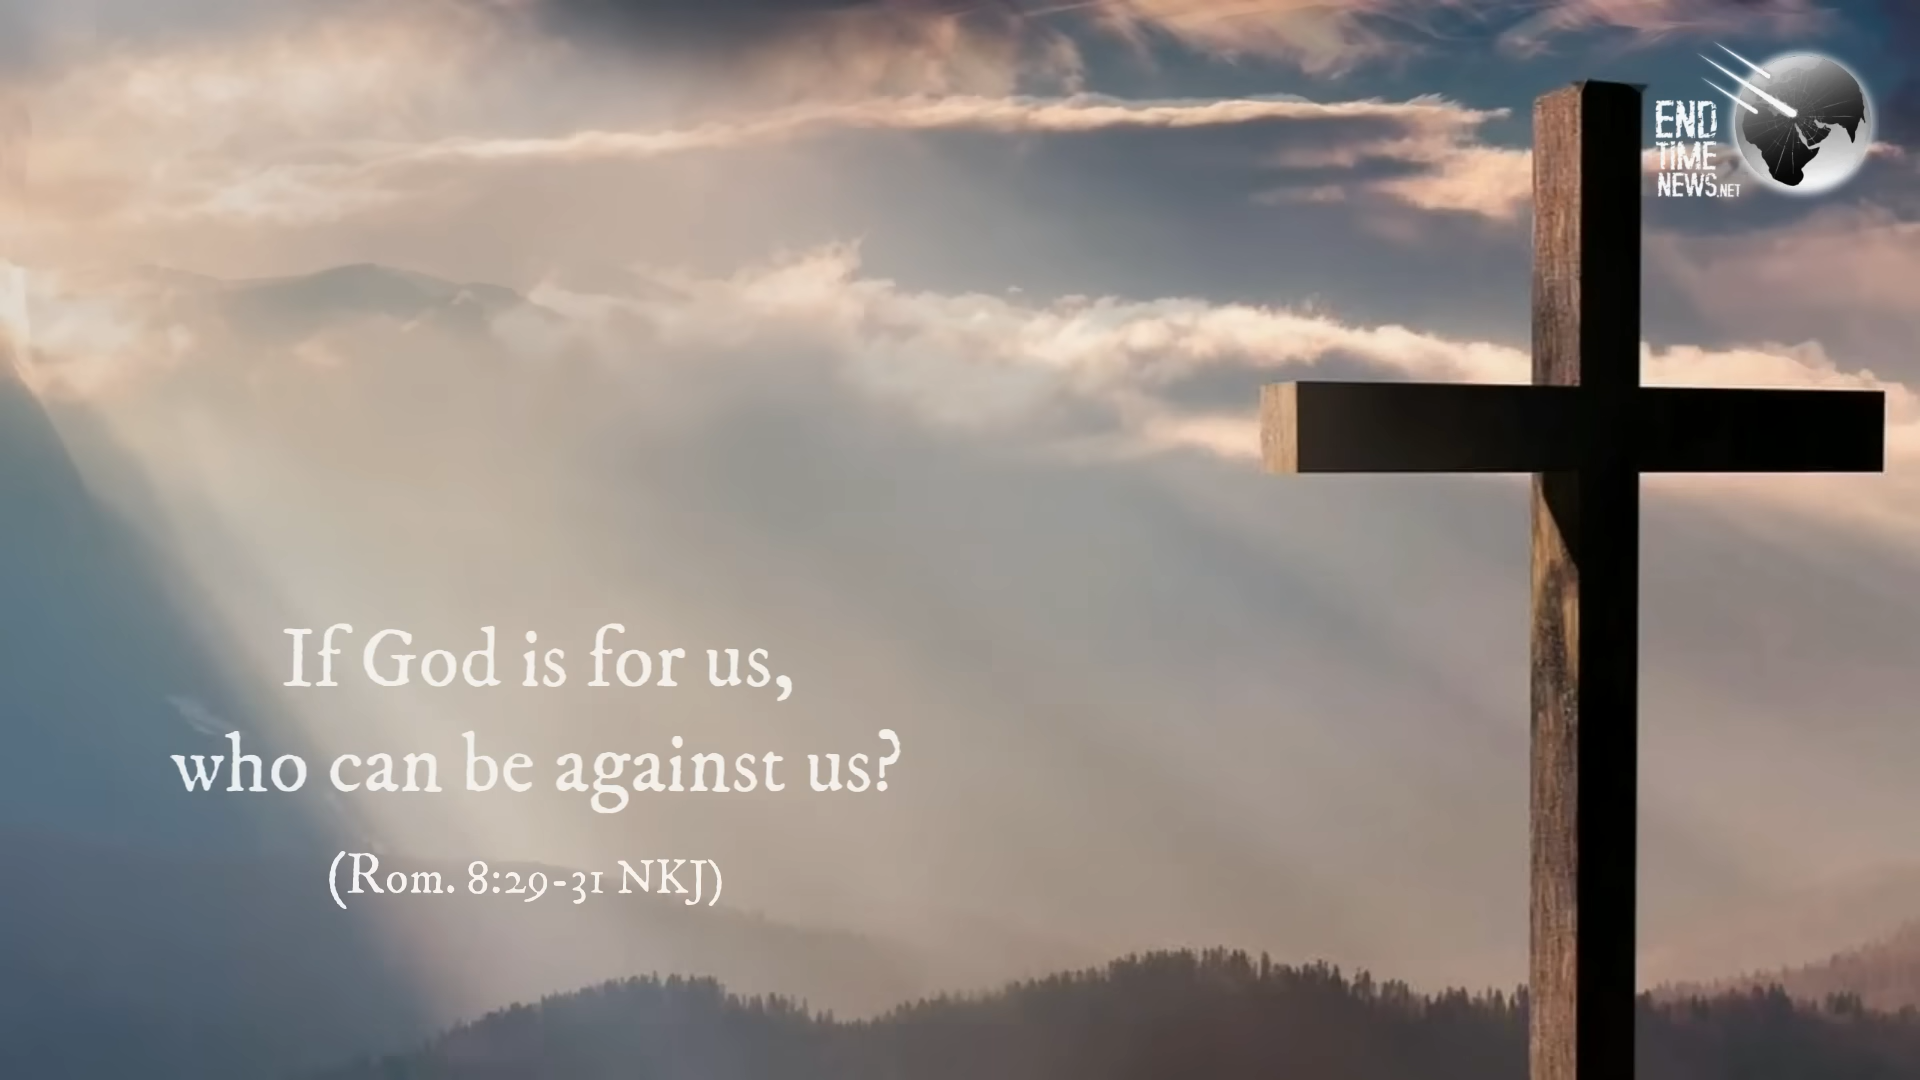 END
TiME
NEWS.NET
If God is for us,
who can be against us?
(Rom. 8:29-31 NKJ)